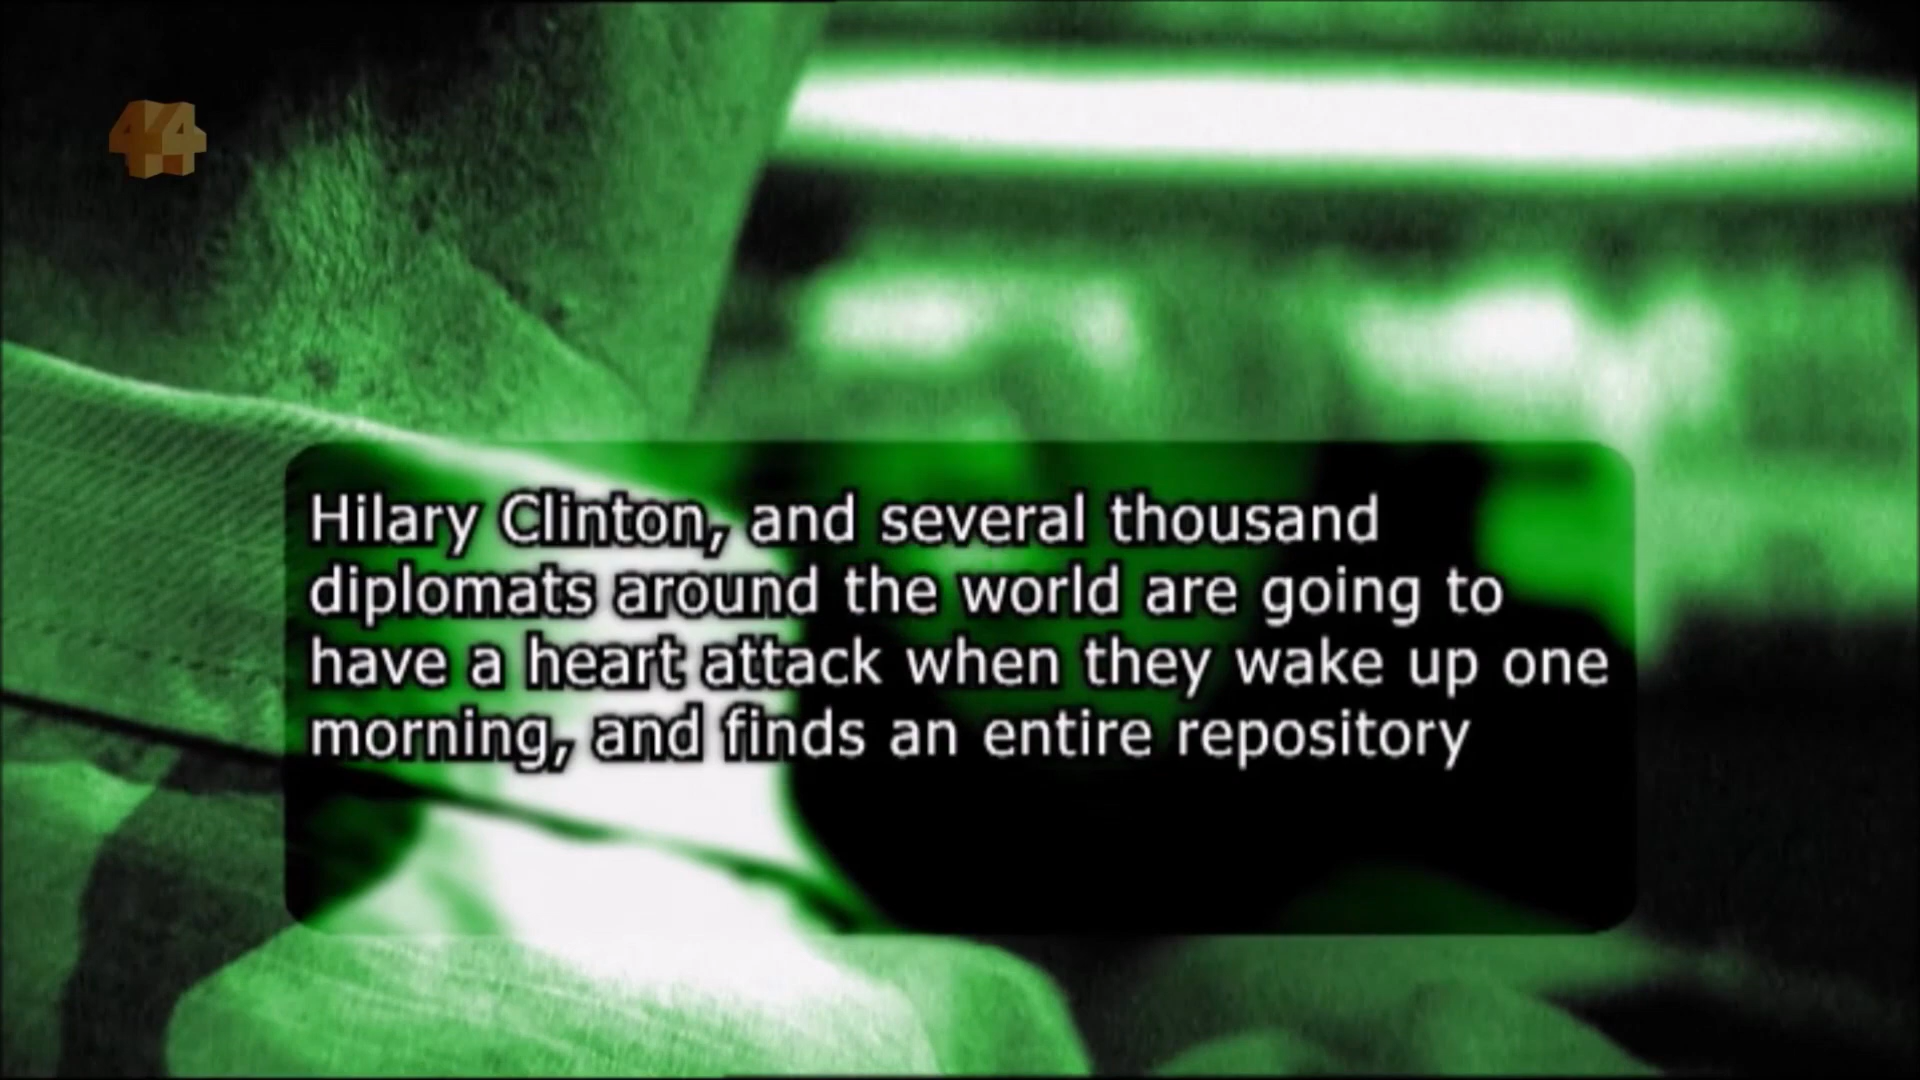 44
Hilary Clinton, and several thousand
diplomats around the world are going to
have a heart attack when they wake up one
morning, and finds an entire repository